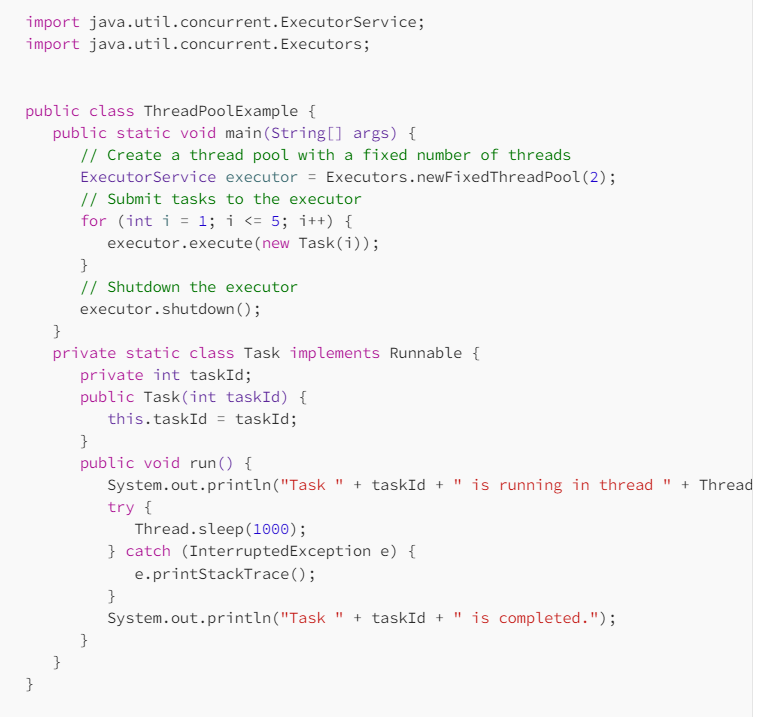 import java.util.concurrent.ExecutorService;
import java.util.concurrent.Executors;
public class ThreadPoolExample {
   public static void main(String[] args) {
      // Create a thread pool with a fixed number of threads
      ExecutorService executor = Executors.newFixedThreadPool(2);
      // Submit tasks to the executor
      for (int i = 1; i <= 5; i++) {
         executor.execute(new Task(i));
      }
      // Shutdown the executor
      executor.shutdown();
   }
   private static class Task implements Runnable {
      private int taskId;
      public Task(int taskId) {
         this.taskId = taskId;
      }
      public void run() {
         System.out.println("Task " + taskId + " is running in thread " + Thread
         try {
            Thread.sleep(1000);
         } catch (InterruptedException e) {
            e.printStackTrace();
         }
         System.out.println("Task " + taskId + " is completed.");
      }
   }
}